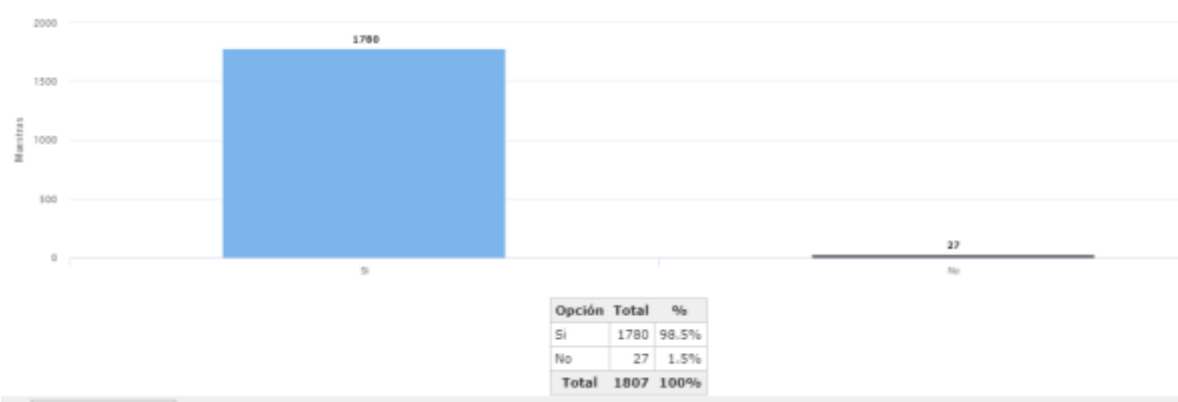 2000
1780
1500
Muestras
1000
500
27
0
Si
No
Opción Total %
Si 1780 98.5%
No 27 1.5%
Total 1807 100%